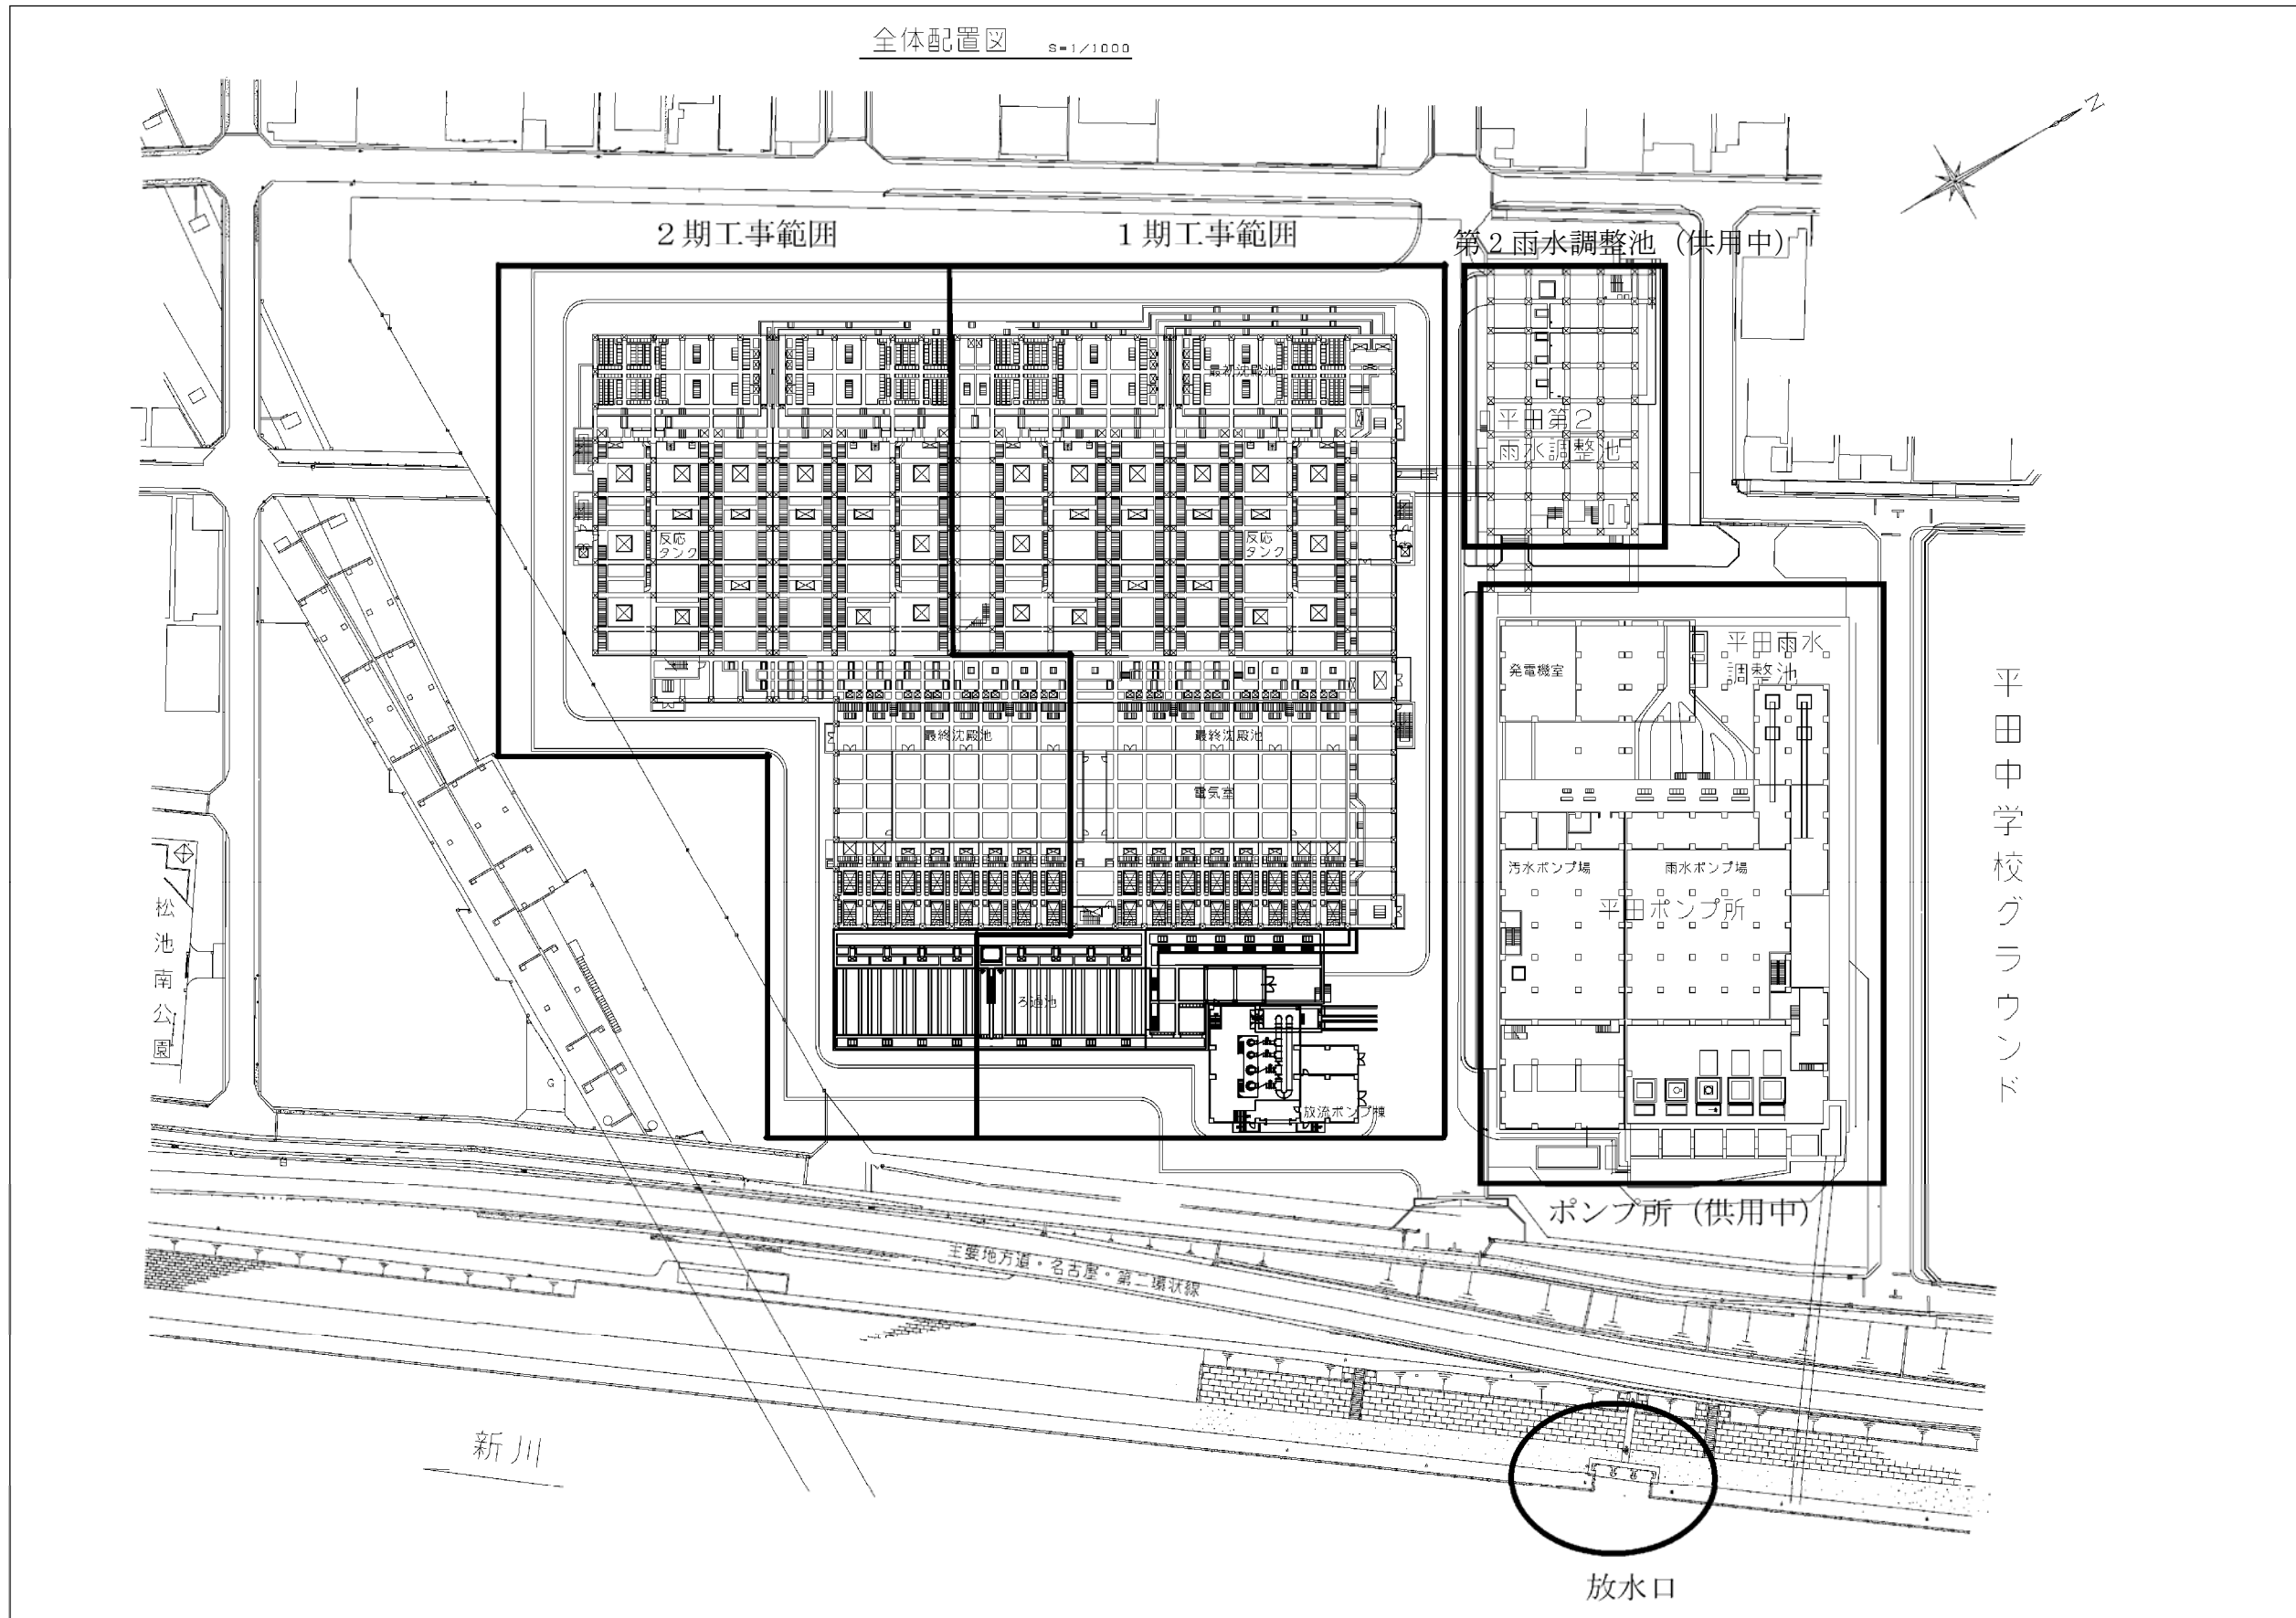 全体配置図 S=1/1000
N
2期工事範囲
1期工事範囲
第2雨水調整池（供用中）
最初沈殿池
平田第2
雨水調整池
反応
タンク
反応
タンク
発電機室
平田雨水
調整池
最終沈殿池
最終沈殿池
電気室
汚水ポンプ場
雨水ポンプ場
平田ポンプ所
平田中学校グラウンド
松池南公園
ろ過池
G
放流ポンプ棟
ポンプ所（供用中）
主要地方道・名古屋・第二環状線
新川
放水口